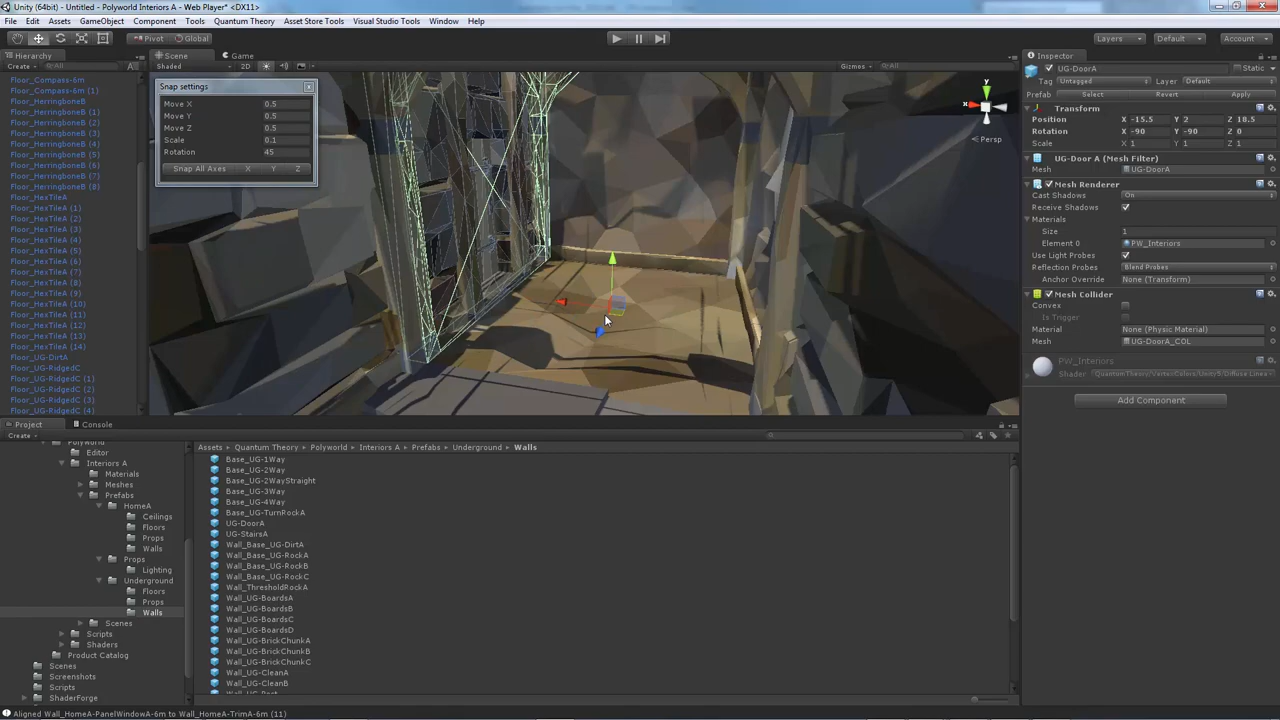 Unity (64bit) - Untitled - Polyworld Interiors A - Web Player* <DX11>
File Edit Assets GameObject Component Tools Quantum Theory Asset Store Tools Visual Studio Tools Window Help
Pivot Global Layers Default Account
Hierarchy
Create All
Floor_Compass-6m
Floor_Compass-6m (1)
Floor_HerringboneB
Floor_HerringboneB (1)
Floor_HerringboneB (2)
Floor_HerringboneB (3)
Floor_HerringboneB (4)
Floor_HerringboneB (5)
Floor_HerringboneB (6)
Floor_HerringboneB (7)
Floor_HerringboneB (8)
Floor_HexTileA
Floor_HexTileA (1)
Floor_HexTileA (2)
Floor_HexTileA (3)
Floor_HexTileA (4)
Floor_HexTileA (5)
Floor_HexTileA (6)
Floor_HexTileA (7)
Floor_HexTileA (8)
Floor_HexTileA (9)
Floor_HexTileA (10)
Floor_HexTileA (11)
Floor_HexTileA (12)
Floor_HexTileA (13)
Floor_HexTileA (14)
Floor_UG-DirtA
Floor_UG-RidgedC
Floor_UG-RidgedC (1)
Floor_UG-RidgedC (2)
Floor_UG-RidgedC (3)
Floor_UG-RidgedC (4)
Scene Game
Shaded 2D Gizmos All
Snap settings
Move X 0.5
Move Y 0.5
Move Z 0.5
Scale 0.1
Rotation 45
Snap All Axes X Y Z
y
x
Persp
Inspector
UG-DoorA Static
Tag Untagged Layer Default
Prefab Select Revert Apply
Transform
Position X -15.5 Y 2 Z 18.5
Rotation X -90 Y -90 Z 0
Scale X 1 Y 1 Z 1
UG-Door A (Mesh Filter)
Mesh UG-DoorA
Mesh Renderer
Cast Shadows On
Receive Shadows
Materials
Size 1
Element 0 PW_Interiors
Use Light Probes
Reflection Probes Blend Probes
Anchor Override None (Transform)
Mesh Collider
Convex
Is Trigger
Material None (Physic Material)
Mesh UG-DoorA_COL
PW_Interiors
Shader QuantumTheory/VertexColors/Unity5/Diffuse Linea
Add Component
Project Console
Create
Polyworld
Editor
Interiors A
Materials
Meshes
Prefabs
HomeA
Ceilings
Floors
Props
Walls
Props
Lighting
Underground
Floors
Props
Walls
Scenes
Scripts
Shaders
Product Catalog
Scenes
Screenshots
Scripts
ShaderForge
Assets Quantum Theory Polyworld Interiors A Prefabs Underground Walls
Base_UG-1Way
Base_UG-2Way
Base_UG-2WayStraight
Base_UG-3Way
Base_UG-4Way
Base_UG-TurnRockA
UG-DoorA
UG-StairsA
Wall_Base_UG-DirtA
Wall_Base_UG-RockA
Wall_Base_UG-RockB
Wall_Base_UG-RockC
Wall_ThresholdRockA
Wall_UG-BoardsA
Wall_UG-BoardsB
Wall_UG-BoardsC
Wall_UG-BoardsD
Wall_UG-BrickChunkA
Wall_UG-BrickChunkB
Wall_UG-BrickChunkC
Wall_UG-CleanA
Wall_UG-CleanB
Aligned Wall_HomeA-PanelWindowA-6m to Wall_HomeA-TrimA-6m (11)